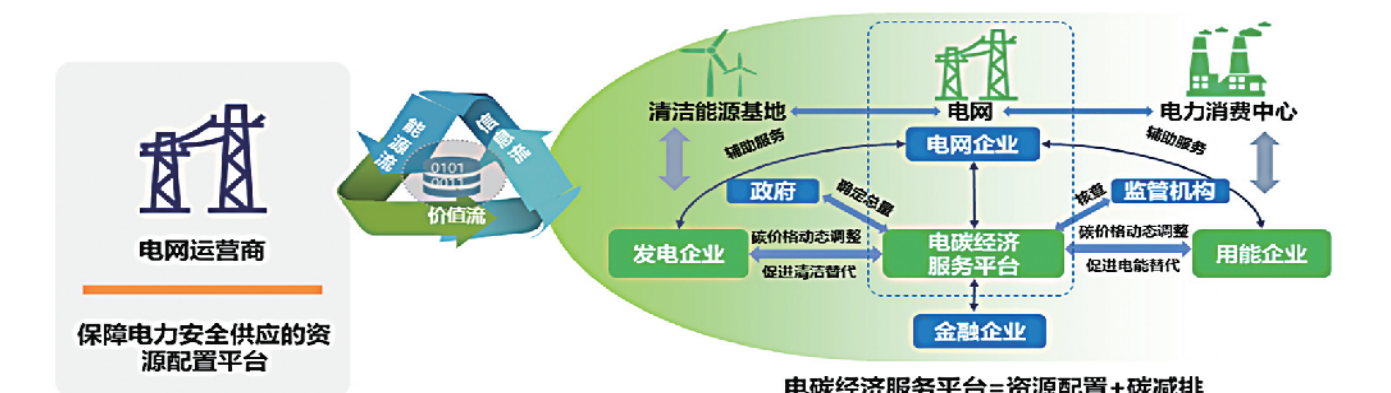 电网运营商
保障电力安全供应的资
源配置平台
能源流
信息流
0101
0011
价值流
清洁能源基地
电网
电力消费中心
辅助服务
电网企业
辅助服务
政府
确定总量
核查
监管机构
发电企业
碳价格动态调整
促进清洁替代
电碳经济
服务平台
碳价格动态调整
促进电能替代
用能企业
金融企业
电碳经济服务平台=资源配置+碳减排